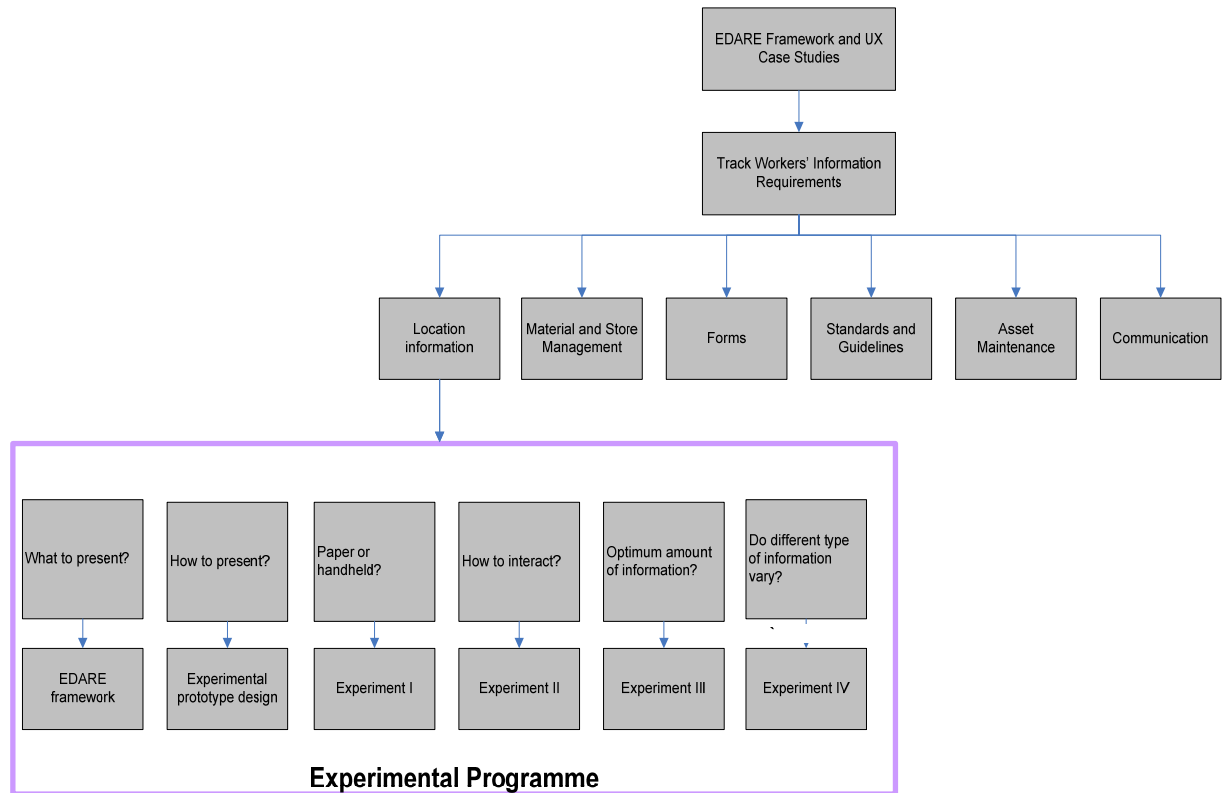 EDARE Framework and UX
Case Studies
Track Workers' Information
Requirements
Location
information
Material and Store
Management
Forms
Standards and
Guidelines
Asset
Maintenance
Communication
What to present?
How to present?
Paper or
handheld?
How to interact?
Optimum amount
of information?
Do different type
of information
vary?
`
EDARE
framework
Experimental
prototype design
Experiment I
Experiment II
Experiment III
Experiment IV
Experimental Programme